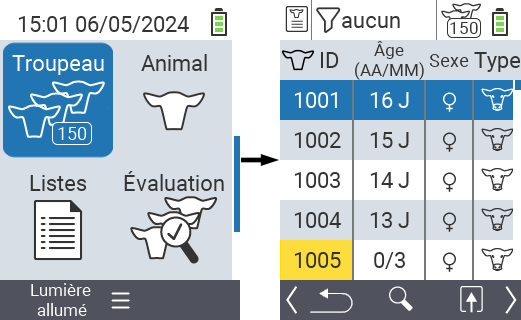 15:01 06/05/2024
Troupeau
150
Animal
Listes
Évaluation
Lumière
allumé
aucun
150
ID
Âge
(AA/MM)
Sexe
Type
1001 16 J ♀
1002 15 J ♀
1003 14 J ♀
1004 13 J ♀
1005 0/3 ♀